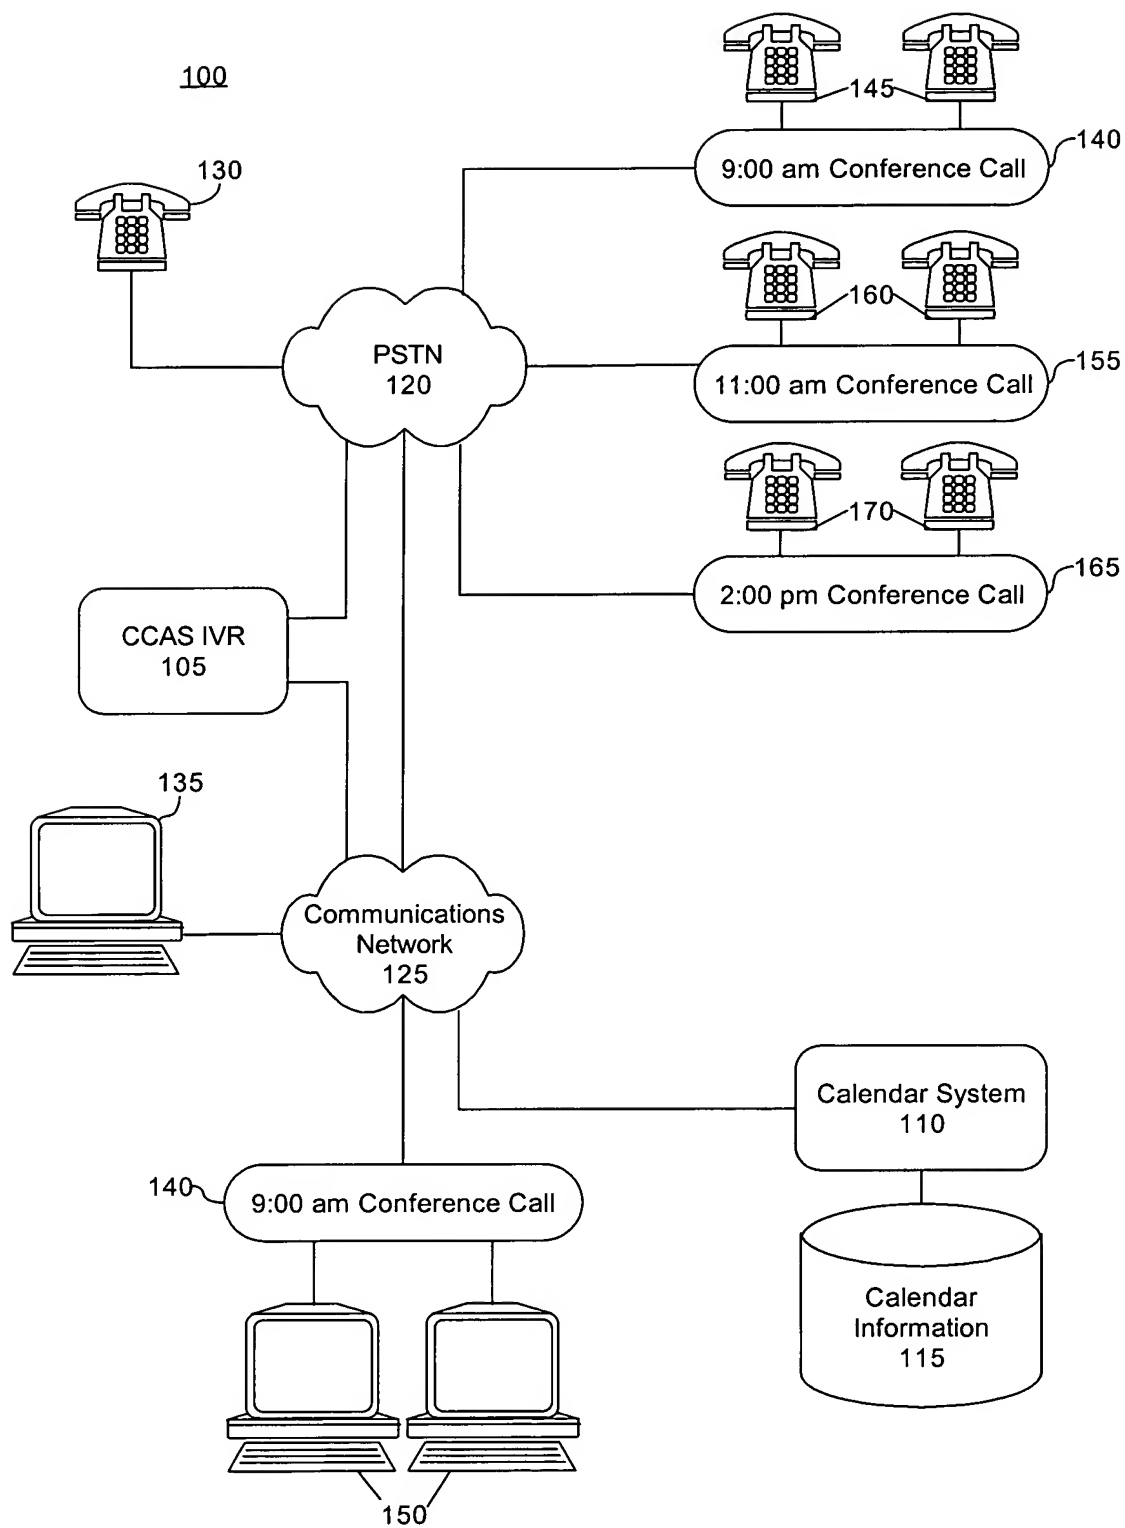 100
130
145
9:00 am Conference Call
140
160
PSTN
120
11:00 am Conference Call
155
170
2:00 pm Conference Call
165
CCAS IVR
105
135
Communications
Network
125
Calendar System
110
140
9:00 am Conference Call
Calendar
Information
115
150